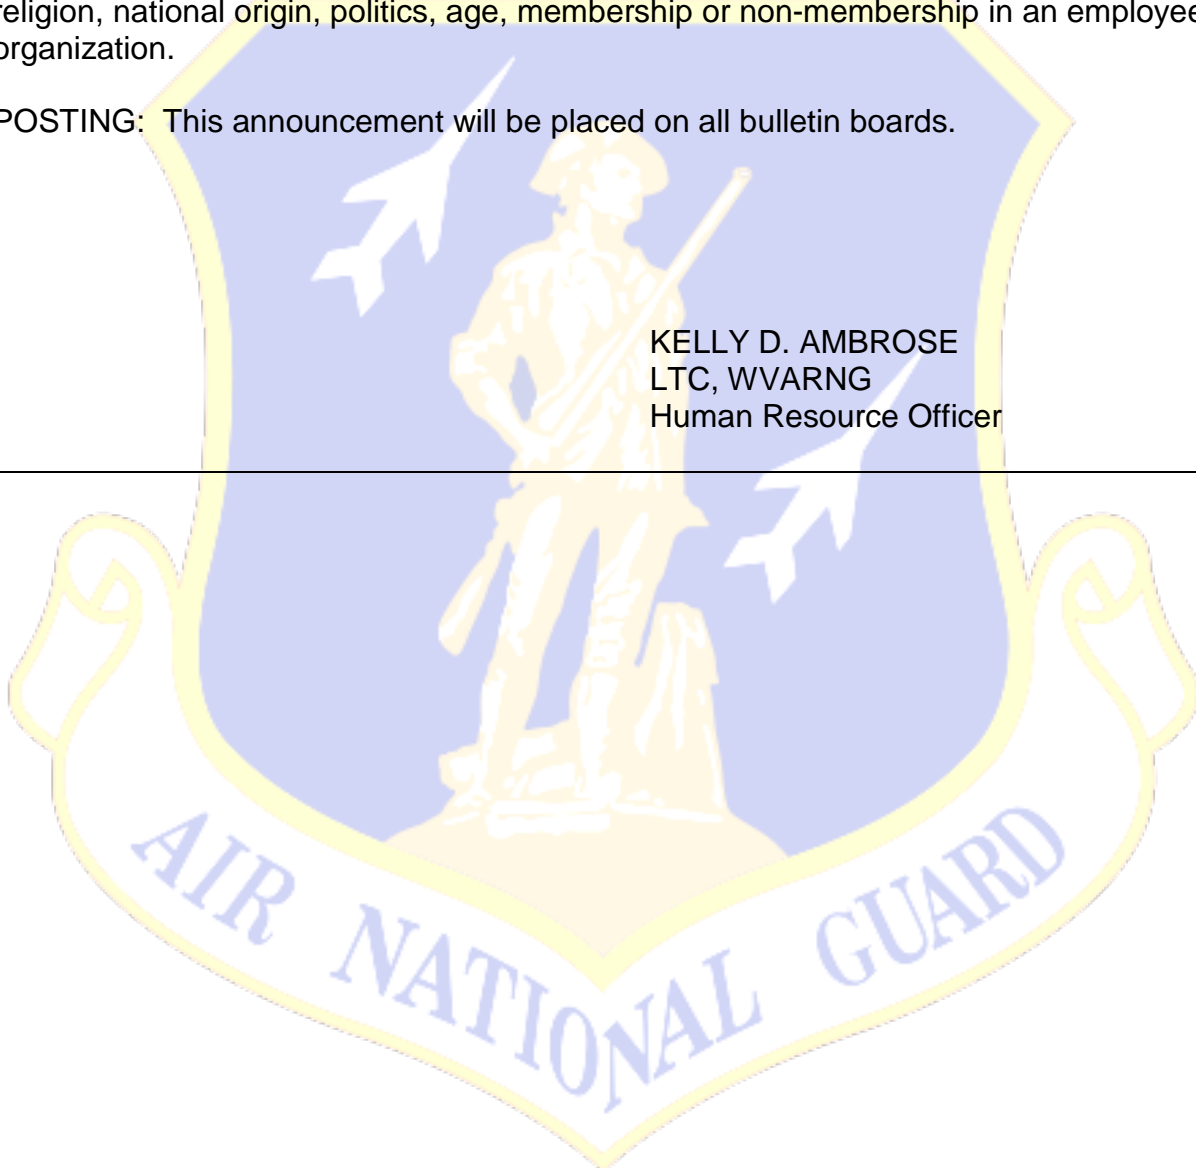 religion, national origin, politics, age, membership or non-membership in an employee
organization.
POSTING: This announcement will be placed on all bulletin boards.
KELLY D. AMBROSE
LTC, WVARNG
Human Resource Officer
AIR NATIONAL GUARD